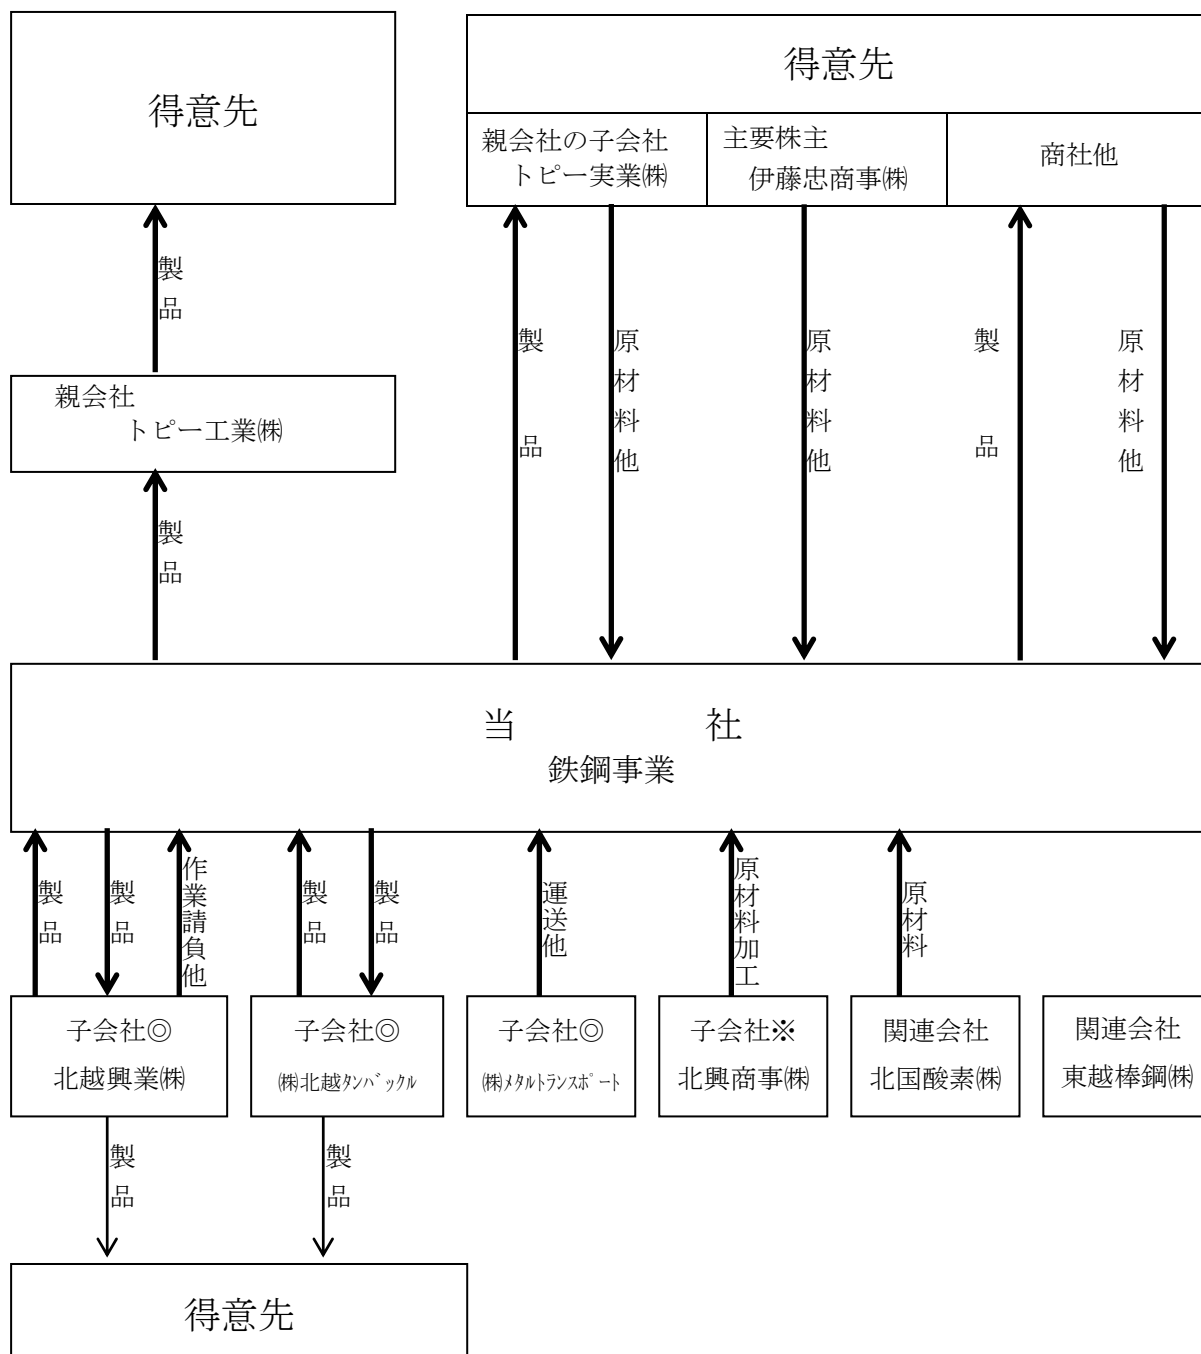 得意先
得意先
親会社の子会社
トピー実業㈱
主要株主
伊藤忠商事㈱
商社他
製品
製品
原材料他
原材料他
製品
原材料他
親会社
トピー工業㈱
製品
当　社
鉄鋼事業
製品
製品
作業請負他
製品
製品
運送他
原材料加工
原材料
子会社◎
北越興業㈱
子会社◎
㈱北越ﾀﾝﾊﾞｯｸﾙ
子会社◎
㈱ﾒﾀﾙﾄﾗﾝｽﾎﾟｰﾄ
子会社※
北興商事㈱
関連会社
北国酸素㈱
関連会社
東越棒鋼㈱
製品
製品
得意先